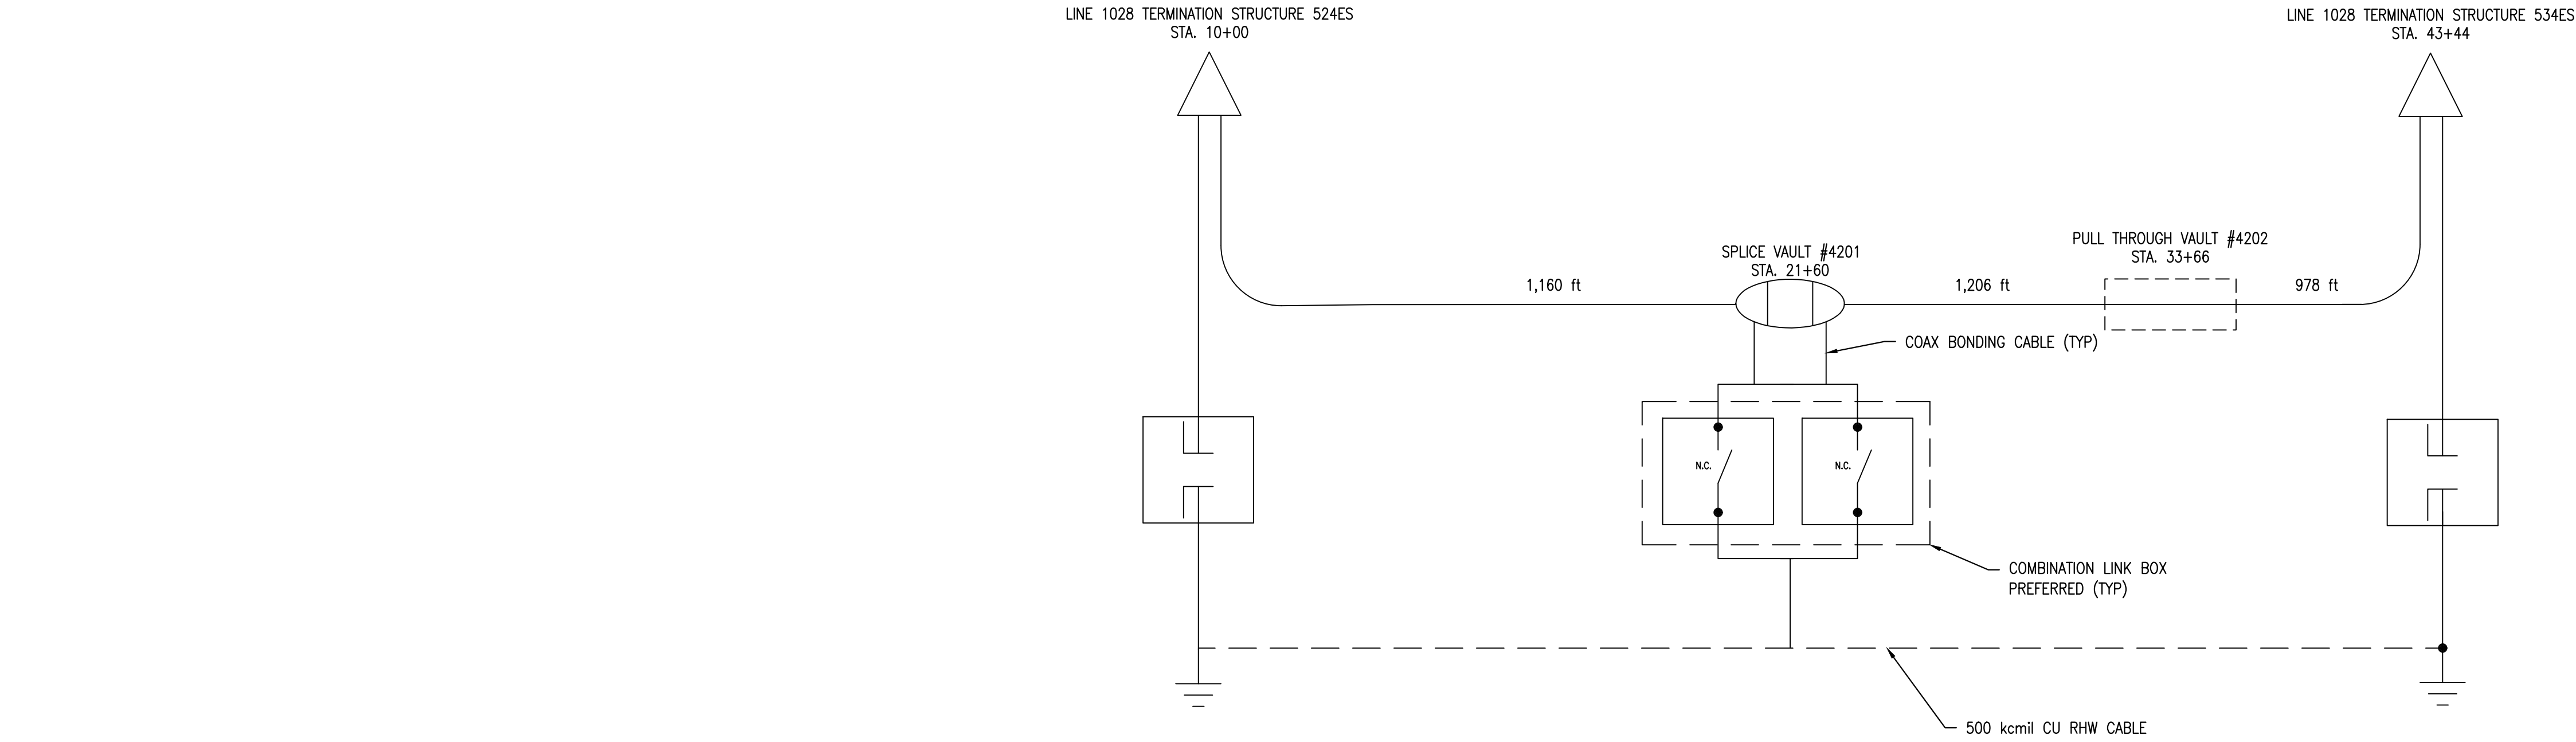 LINE 1028 TERMINATION STRUCTURE 524ES
STA. 10+00
LINE 1028 TERMINATION STRUCTURE 534ES
STA. 43+44
SPLICE VAULT #4201
STA. 21+60
PULL THROUGH VAULT #4202
STA. 33+66
1,160 ft
1,206 ft
978 ft
COAX BONDING CABLE (TYP)
N.C.
N.C.
COMBINATION LINK BOX
PREFERRED (TYP)
500 kcmil CU RHW CABLE